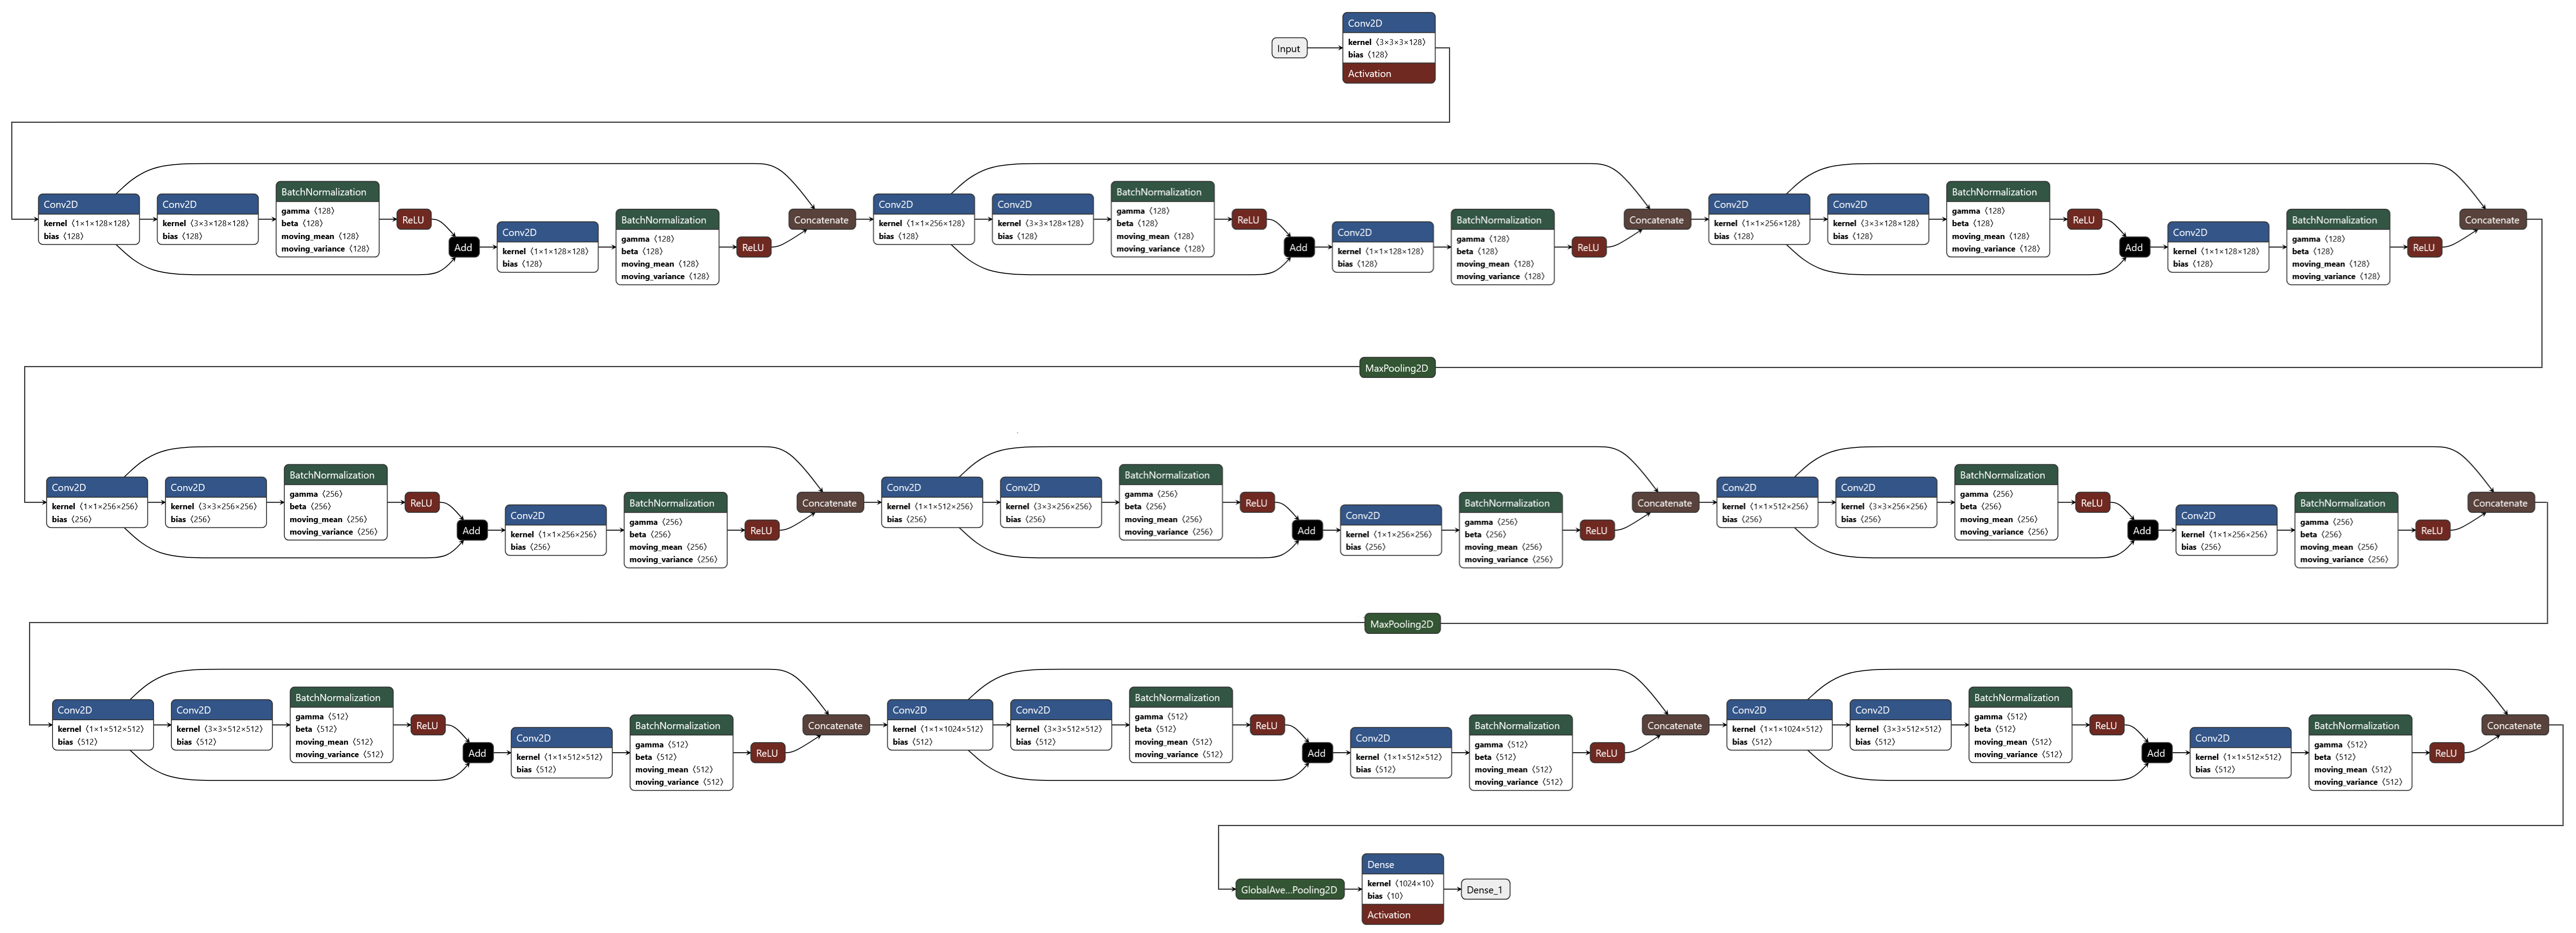 Input
Conv2D
kernel ⟨3×3×3×128⟩
bias ⟨128⟩
Activation
Conv2D
kernel ⟨1×1×128×128⟩
bias ⟨128⟩
Conv2D
kernel ⟨3×3×128×128⟩
bias ⟨128⟩
BatchNormalization
gamma ⟨128⟩
beta ⟨128⟩
moving_mean ⟨128⟩
moving_variance ⟨128⟩
ReLU
Add
Conv2D
kernel ⟨1×1×128×128⟩
bias ⟨128⟩
BatchNormalization
gamma ⟨128⟩
beta ⟨128⟩
moving_mean ⟨128⟩
moving_variance ⟨128⟩
ReLU
Concatenate
Conv2D
kernel ⟨1×1×256×128⟩
bias ⟨128⟩
Conv2D
kernel ⟨3×3×128×128⟩
bias ⟨128⟩
BatchNormalization
gamma ⟨128⟩
beta ⟨128⟩
moving_mean ⟨128⟩
moving_variance ⟨128⟩
ReLU
Add
Conv2D
kernel ⟨1×1×128×128⟩
bias ⟨128⟩
BatchNormalization
gamma ⟨128⟩
beta ⟨128⟩
moving_mean ⟨128⟩
moving_variance ⟨128⟩
ReLU
Concatenate
Conv2D
kernel ⟨1×1×256×128⟩
bias ⟨128⟩
Conv2D
kernel ⟨3×3×128×128⟩
bias ⟨128⟩
BatchNormalization
gamma ⟨128⟩
beta ⟨128⟩
moving_mean ⟨128⟩
moving_variance ⟨128⟩
ReLU
Add
Conv2D
kernel ⟨1×1×128×128⟩
bias ⟨128⟩
BatchNormalization
gamma ⟨128⟩
beta ⟨128⟩
moving_mean ⟨128⟩
moving_variance ⟨128⟩
ReLU
Concatenate
MaxPooling2D
Conv2D
kernel ⟨1×1×256×256⟩
bias ⟨256⟩
Conv2D
kernel ⟨3×3×256×256⟩
bias ⟨256⟩
BatchNormalization
gamma ⟨256⟩
beta ⟨256⟩
moving_mean ⟨256⟩
moving_variance ⟨256⟩
ReLU
Add
Conv2D
kernel ⟨1×1×256×256⟩
bias ⟨256⟩
BatchNormalization
gamma ⟨256⟩
beta ⟨256⟩
moving_mean ⟨256⟩
moving_variance ⟨256⟩
ReLU
Concatenate
Conv2D
kernel ⟨1×1×512×256⟩
bias ⟨256⟩
Conv2D
kernel ⟨3×3×256×256⟩
bias ⟨256⟩
BatchNormalization
gamma ⟨256⟩
beta ⟨256⟩
moving_mean ⟨256⟩
moving_variance ⟨256⟩
ReLU
Add
Conv2D
kernel ⟨1×1×256×256⟩
bias ⟨256⟩
BatchNormalization
gamma ⟨256⟩
beta ⟨256⟩
moving_mean ⟨256⟩
moving_variance ⟨256⟩
ReLU
Concatenate
Conv2D
kernel ⟨1×1×512×256⟩
bias ⟨256⟩
Conv2D
kernel ⟨3×3×256×256⟩
bias ⟨256⟩
BatchNormalization
gamma ⟨256⟩
beta ⟨256⟩
moving_mean ⟨256⟩
moving_variance ⟨256⟩
ReLU
Add
Conv2D
kernel ⟨1×1×256×256⟩
bias ⟨256⟩
BatchNormalization
gamma ⟨256⟩
beta ⟨256⟩
moving_mean ⟨256⟩
moving_variance ⟨256⟩
ReLU
Concatenate
MaxPooling2D
Conv2D
kernel ⟨1×1×512×512⟩
bias ⟨512⟩
Conv2D
kernel ⟨3×3×512×512⟩
bias ⟨512⟩
BatchNormalization
gamma ⟨512⟩
beta ⟨512⟩
moving_mean ⟨512⟩
moving_variance ⟨512⟩
ReLU
Add
Conv2D
kernel ⟨1×1×512×512⟩
bias ⟨512⟩
BatchNormalization
gamma ⟨512⟩
beta ⟨512⟩
moving_mean ⟨512⟩
moving_variance ⟨512⟩
ReLU
Concatenate
Conv2D
kernel ⟨1×1×1024×512⟩
bias ⟨512⟩
Conv2D
kernel ⟨3×3×512×512⟩
bias ⟨512⟩
BatchNormalization
gamma ⟨512⟩
beta ⟨512⟩
moving_mean ⟨512⟩
moving_variance ⟨512⟩
ReLU
Add
Conv2D
kernel ⟨1×1×512×512⟩
bias ⟨512⟩
BatchNormalization
gamma ⟨512⟩
beta ⟨512⟩
moving_mean ⟨512⟩
moving_variance ⟨512⟩
ReLU
Concatenate
Conv2D
kernel ⟨1×1×1024×512⟩
bias ⟨512⟩
Conv2D
kernel ⟨3×3×512×512⟩
bias ⟨512⟩
BatchNormalization
gamma ⟨512⟩
beta ⟨512⟩
moving_mean ⟨512⟩
moving_variance ⟨512⟩
ReLU
Add
Conv2D
kernel ⟨1×1×512×512⟩
bias ⟨512⟩
BatchNormalization
gamma ⟨512⟩
beta ⟨512⟩
moving_mean ⟨512⟩
moving_variance ⟨512⟩
ReLU
Concatenate
GlobalAve...Pooling2D
Dense
kernel ⟨1024×10⟩
bias ⟨10⟩
Activation
Dense_1